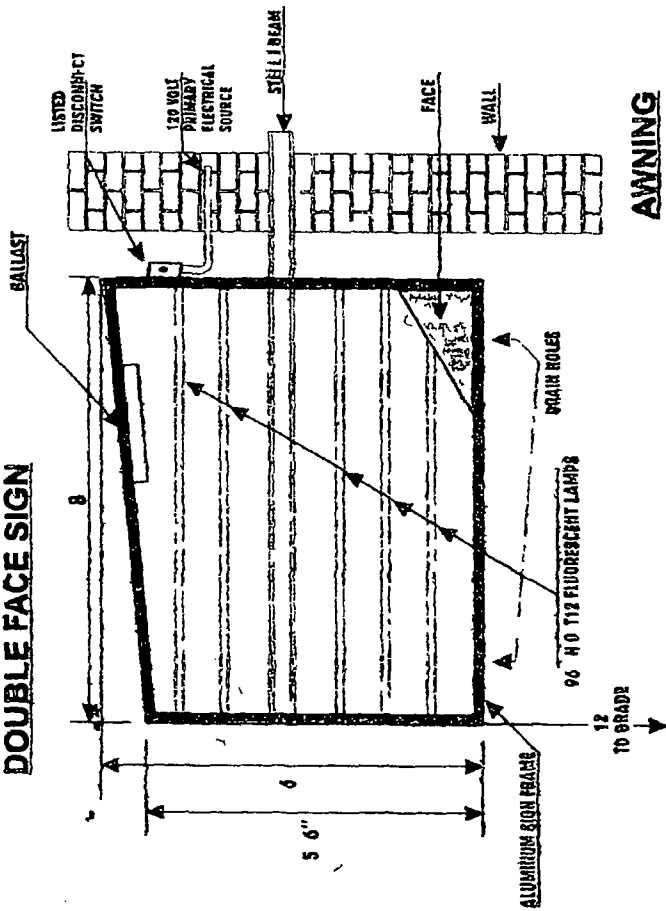 DOUBLE FACE SIGN
BALLAST
LISTED
DISCONNECT
SWITCH
120 VOLT
PRIMARY
ELECTRICAL
SOURCE
BEAM
FACE
WALL
8
6
5 6"
DRAIN HOLES
96 H O T12 FLUORESCENT LAMPS
12
TO GRADE
ALUMINUM SIGN FRAME
AWNING